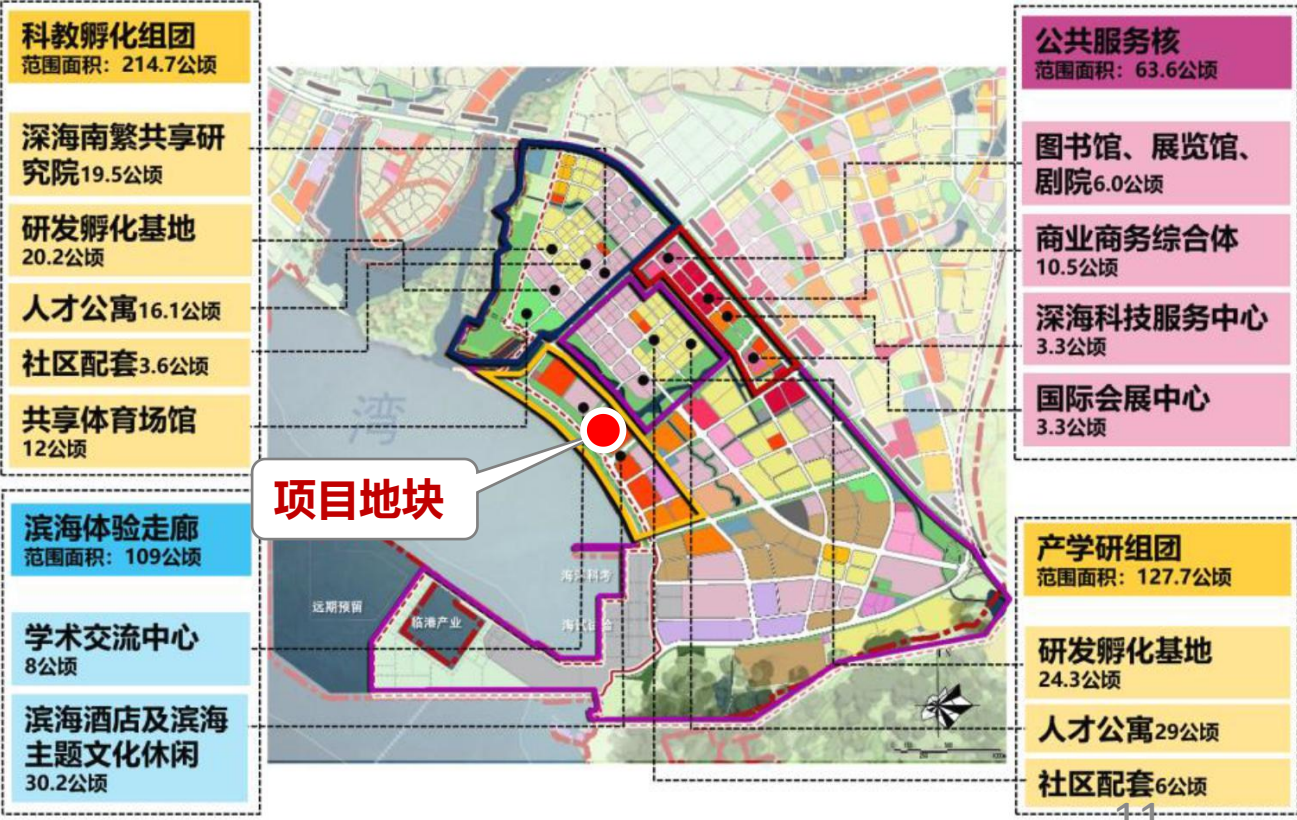 科教孵化组团
范围面积：214.7公顷
深海南繁共享研
究院19.5公顷
研发孵化基地
20.2公顷
人才公寓16.1公顷
社区配套3.6公顷
共享体育场馆
12公顷
滨海体验走廊
范围面积：109公顷
学术交流中心
8公顷
滨海酒店及滨海
主题文化休闲
30.2公顷
湾
项目地块
远期预留
临港产业
公共服务核
范围面积：63.6公顷
图书馆、展览馆、
剧院6.0公顷
商业商务综合体
10.5公顷
深海科技服务中心
3.3公顷
国际会展中心
3.3公顷
产学研组团
范围面积：127.7公顷
研发孵化基地
24.3公顷
人才公寓29公顷
社区配套6公顷
11